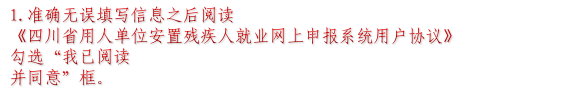 1.准确无误填写信息之后阅读
《四川省用人单位安置残疾人就业网上申报系统用户协议》
勾选“我已阅读
并同意”框。